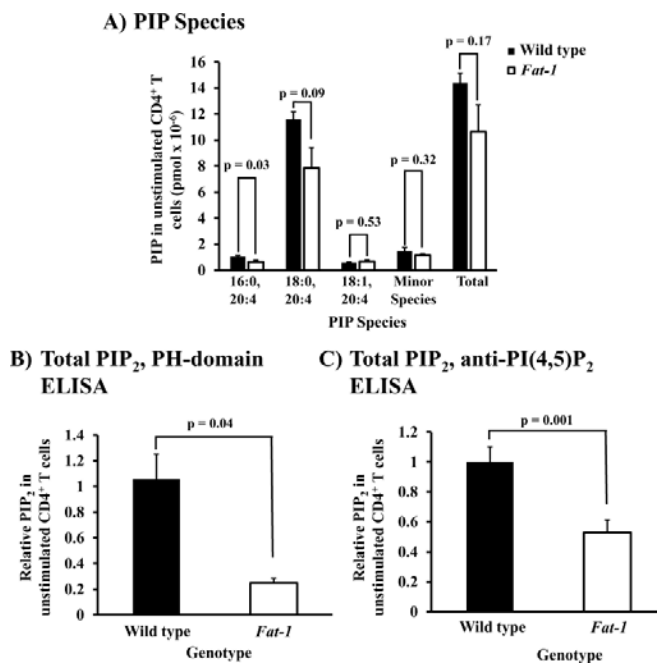 A) PIP Species
Wild type
Fat-1
p = 0.17
p = 0.09
p = 0.03
p = 0.32
p = 0.53
PIP in unstimulated CD4⁺ T
cells (pmol x 10⁻⁶)
16
14
12
10
8
6
4
2
0
16:0, 18:0, 18:1, Minor Total
20:4 20:4 20:4 Species
PIP Species
B) Total PIP₂, PH-domain
ELISA
p = 0.04
Relative PIP₂ in
unstimulated CD4⁺ T cells
1.4
1.2
1
0.8
0.6
0.4
0.2
0
Wild type Fat-1
Genotype
C) Total PIP₂, anti-PI(4,5)P₂
ELISA
p = 0.001
Relative PIP₂ in
unstimulated CD4⁺ T cells
1.2
1
0.8
0.6
0.4
0.2
0
Wild type Fat-1
Genotype